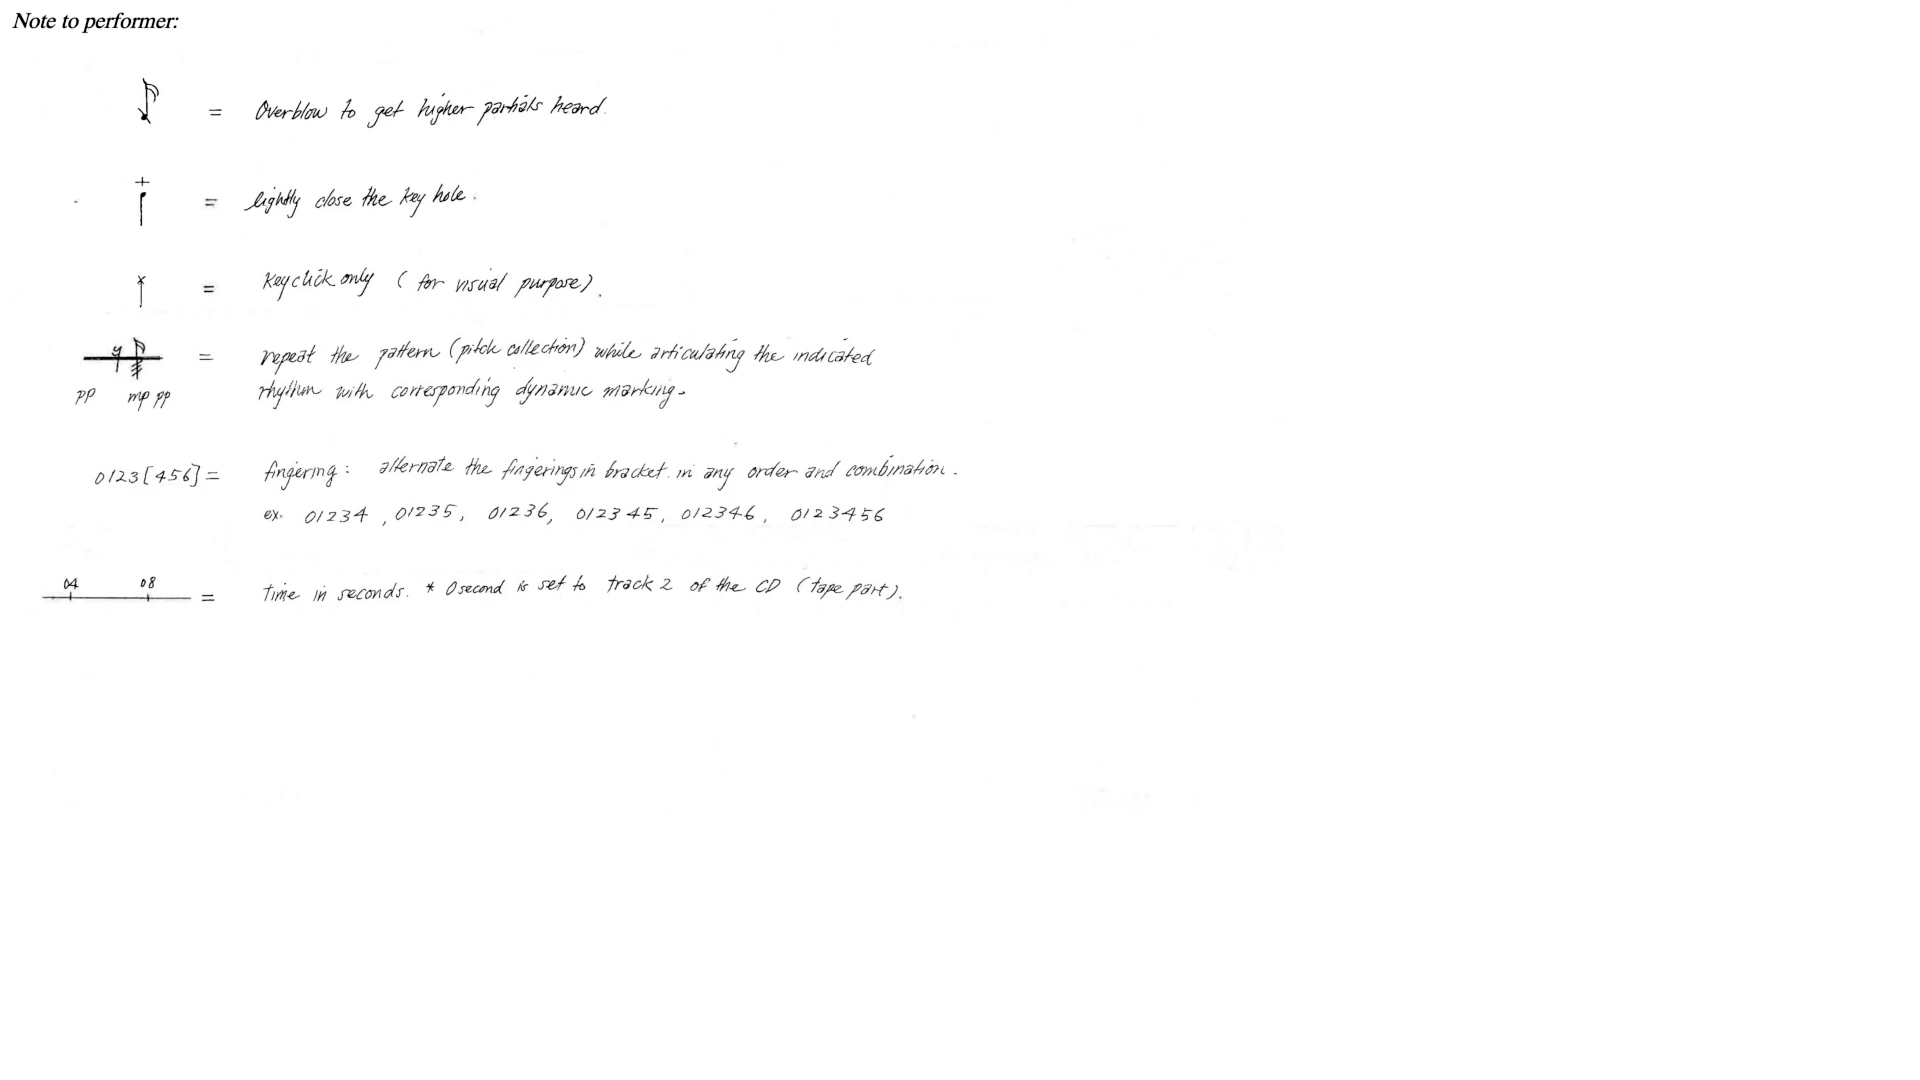 Note to performer:
= Overblow to get higher partials heard.
+
= lightly close the key hole.
x
= Key click only ( for visual purpose).
= repeat the pattern (pitch collection) while articulating the indicated
pp mp pp rhythm with corresponding dynamic marking.
0123[456] = fingering : alternate the fingerings in bracket in any order and combination.
ex. 01234 , 01235, 01236, 012345, 012346, 0123456
04 08
= time in seconds. * 0 second is set to track 2 of the CD (tape part).